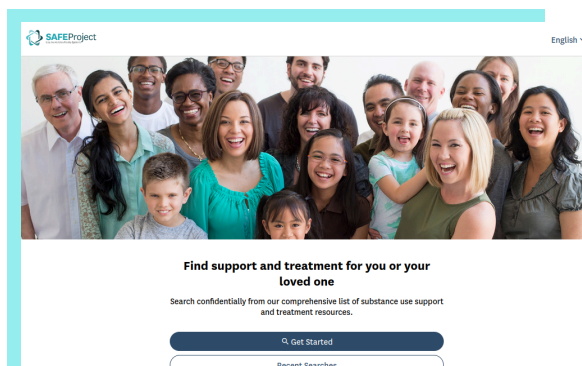 SAFEProject
English
Find support and treatment for you or your
loved one
Search confidentially from our comprehensive list of substance use support
and treatment resources.
Get Started
Recent Searches